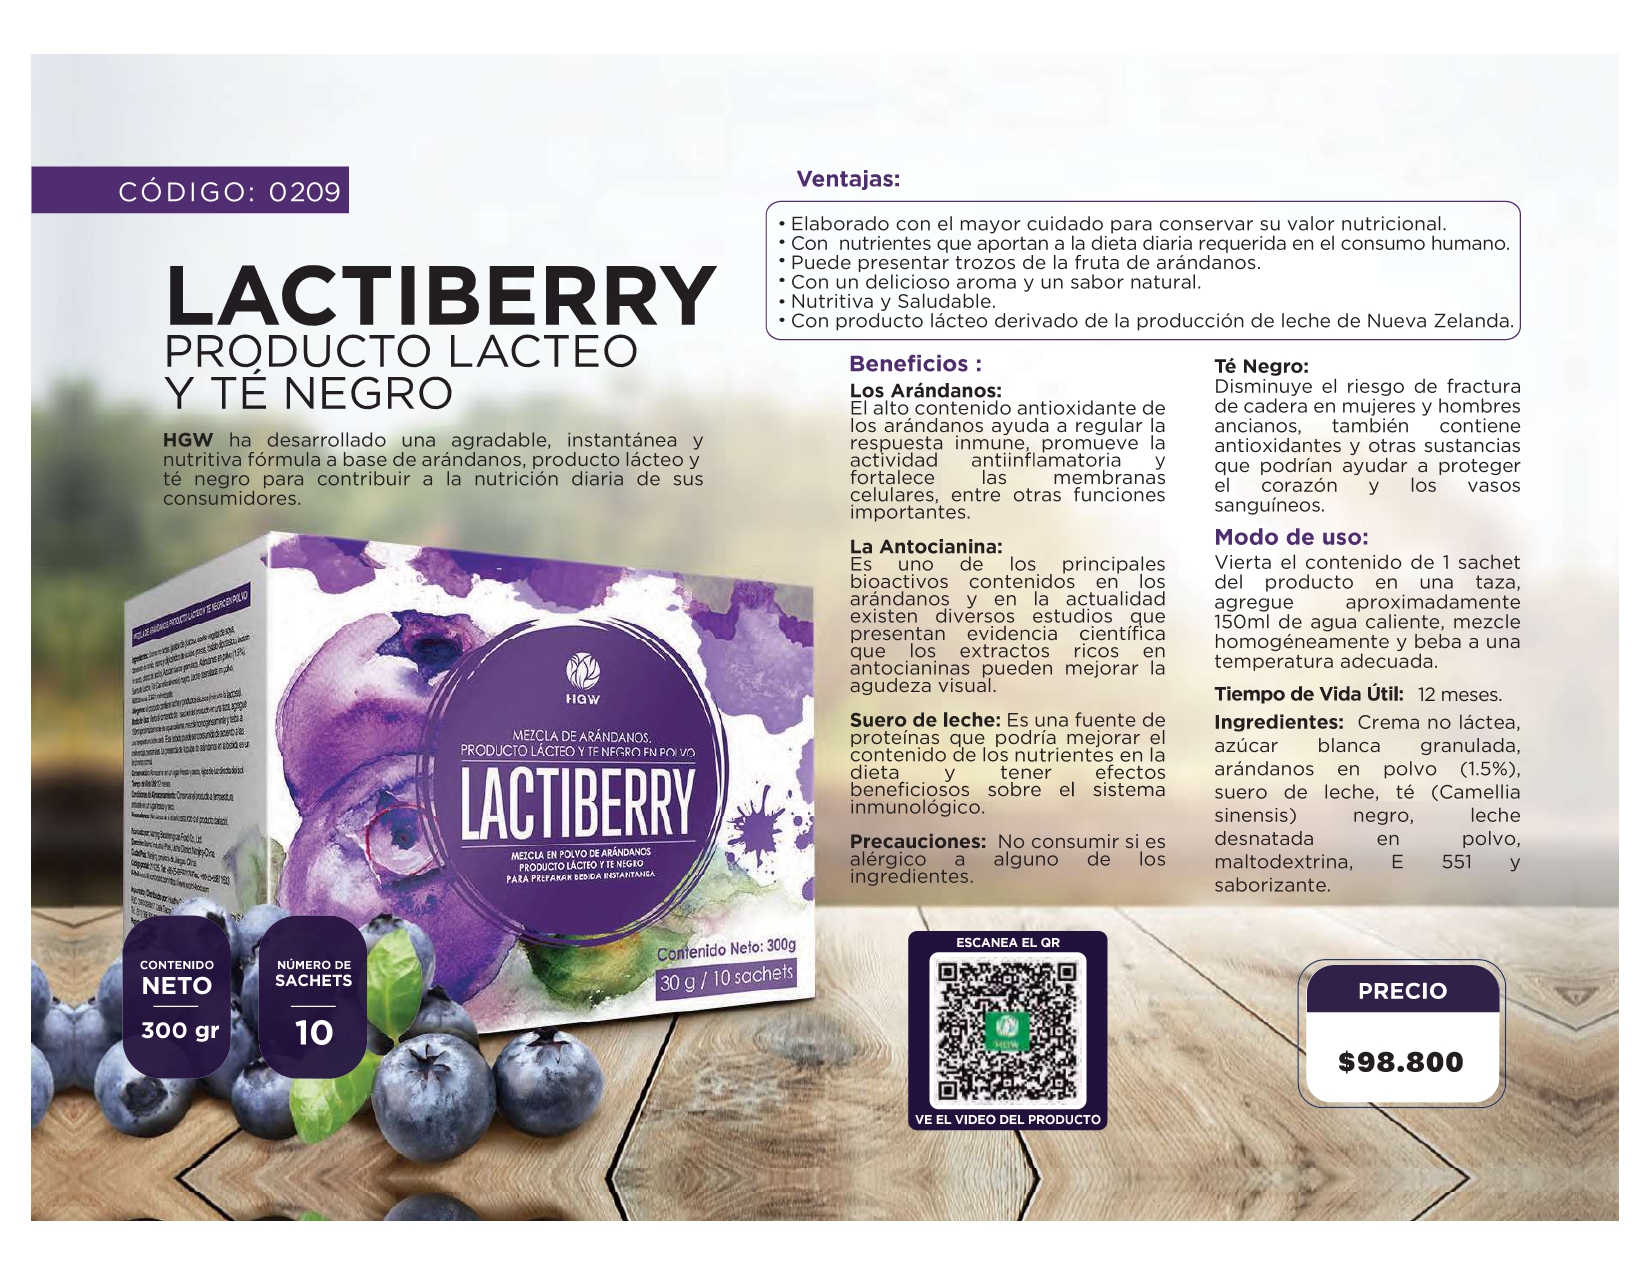 CÓDIGO: 0209
LACTIBERRY
PRODUCTO LACTEO
Y TÉ NEGRO
HGW ha desarrollado una agradable, instantánea y
nutritiva fórmula a base de arándanos, producto lácteo y
té negro para contribuir a la nutrición diaria de sus
consumidores.
Ventajas:
• Elaborado con el mayor cuidado para conservar su valor nutricional.
• Con nutrientes que aportan a la dieta diaria requerida en el consumo humano.
• Puede presentar trozos de la fruta de arándanos.
• Con un delicioso aroma y un sabor natural.
• Nutritiva y Saludable.
• Con producto lácteo derivado de la producción de leche de Nueva Zelanda.
Beneficios :
Los Arándanos:
El alto contenido antioxidante de
los arándanos ayuda a regular la
respuesta inmune, promueve la
actividad antiinflamatoria y
fortalece las membranas
celulares, entre otras funciones
importantes.
La Antocianina:
Es uno de los principales
bioactivos contenidos en los
arándanos y en la actualidad
existen diversos estudios que
presentan evidencia científica
que los extractos ricos en
antocianinas pueden mejorar la
agudeza visual.
Suero de leche: Es una fuente de
proteínas que podría mejorar el
contenido de los nutrientes en la
dieta y tener efectos
beneficiosos sobre el sistema
inmunológico.
Precauciones: No consumir si es
alérgico a alguno de los
ingredientes.
Té Negro:
Disminuye el riesgo de fractura
de cadera en mujeres y hombres
ancianos, también contiene
antioxidantes y otras sustancias
que podrían ayudar a proteger
el corazón y los vasos
sanguíneos.
Modo de uso:
Vierta el contenido de 1 sachet
del producto en una taza,
agregue aproximadamente
150ml de agua caliente, mezcle
homogéneamente y beba a una
temperatura adecuada.
Tiempo de Vida Útil: 12 meses.
Ingredientes: Crema no láctea,
azúcar blanca granulada,
arándanos en polvo (1.5%),
suero de leche, té (Camellia
sinensis) negro, leche
desnatada en polvo,
maltodextrina, E 551 y
saborizante.
MEZCLA DE ARÁNDANOS, PRODUCTO LÁCTEO Y TÉ NEGRO EN POLVO
HGW
MEZCLA DE ARÁNDANOS,
PRODUCTO LÁCTEO Y TE NEGRO EN POLVO
LACTIBERRY
MEZCLA EN POLVO DE ARÁNDANOS
PRODUCTO LÁCTEO Y TÉ NEGRO
PARA PREPARAR BEBIDA INSTANTANEA
Contenido Neto: 300g
30 g / 10 sachets
CONTENIDO
NETO
300 gr
NÚMERO DE
SACHETS
10
ESCANEA EL QR
HGW
VE EL VIDEO DEL PRODUCTO
PRECIO
$98.800